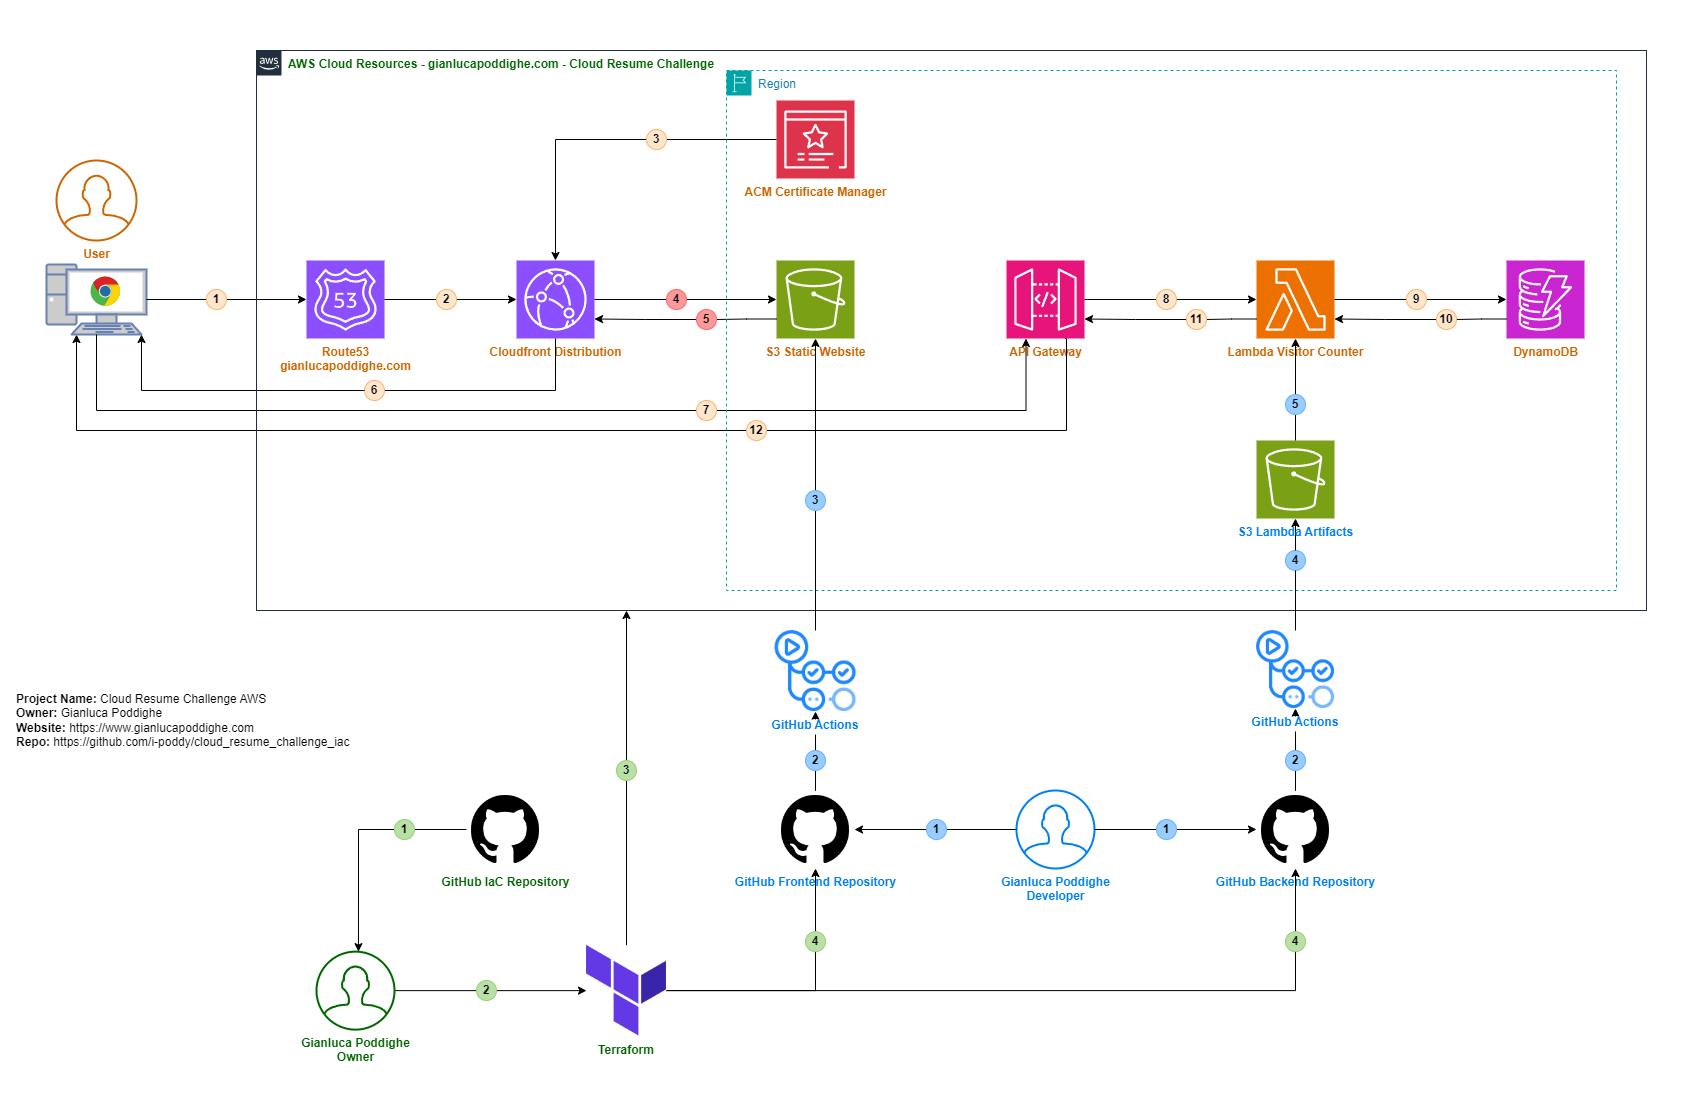 aws
AWS Cloud Resources - gianlucapoddighe.com - Cloud Resume Challenge
Region
3
ACM Certificate Manager
User
1
53
2
4
5
8
11
9
10
Route53
gianlucapoddighe.com
Cloudfront Distribution
S3 Static Website
API Gateway
Lambda Visitor Counter
DynamoDB
6
7
12
5
3
S3 Lambda Artifacts
4
GitHub Actions
GitHub Actions
Project Name: Cloud Resume Challenge AWS
Owner: Gianluca Poddighe
Website: https://www.gianlucapoddighe.com
Repo: https://github.com/i-poddy/cloud_resume_challenge_iac
3
2
2
1
1
1
GitHub IaC Repository
GitHub Frontend Repository
Gianluca Poddighe
Developer
GitHub Backend Repository
4
4
2
Gianluca Poddighe
Owner
Terraform